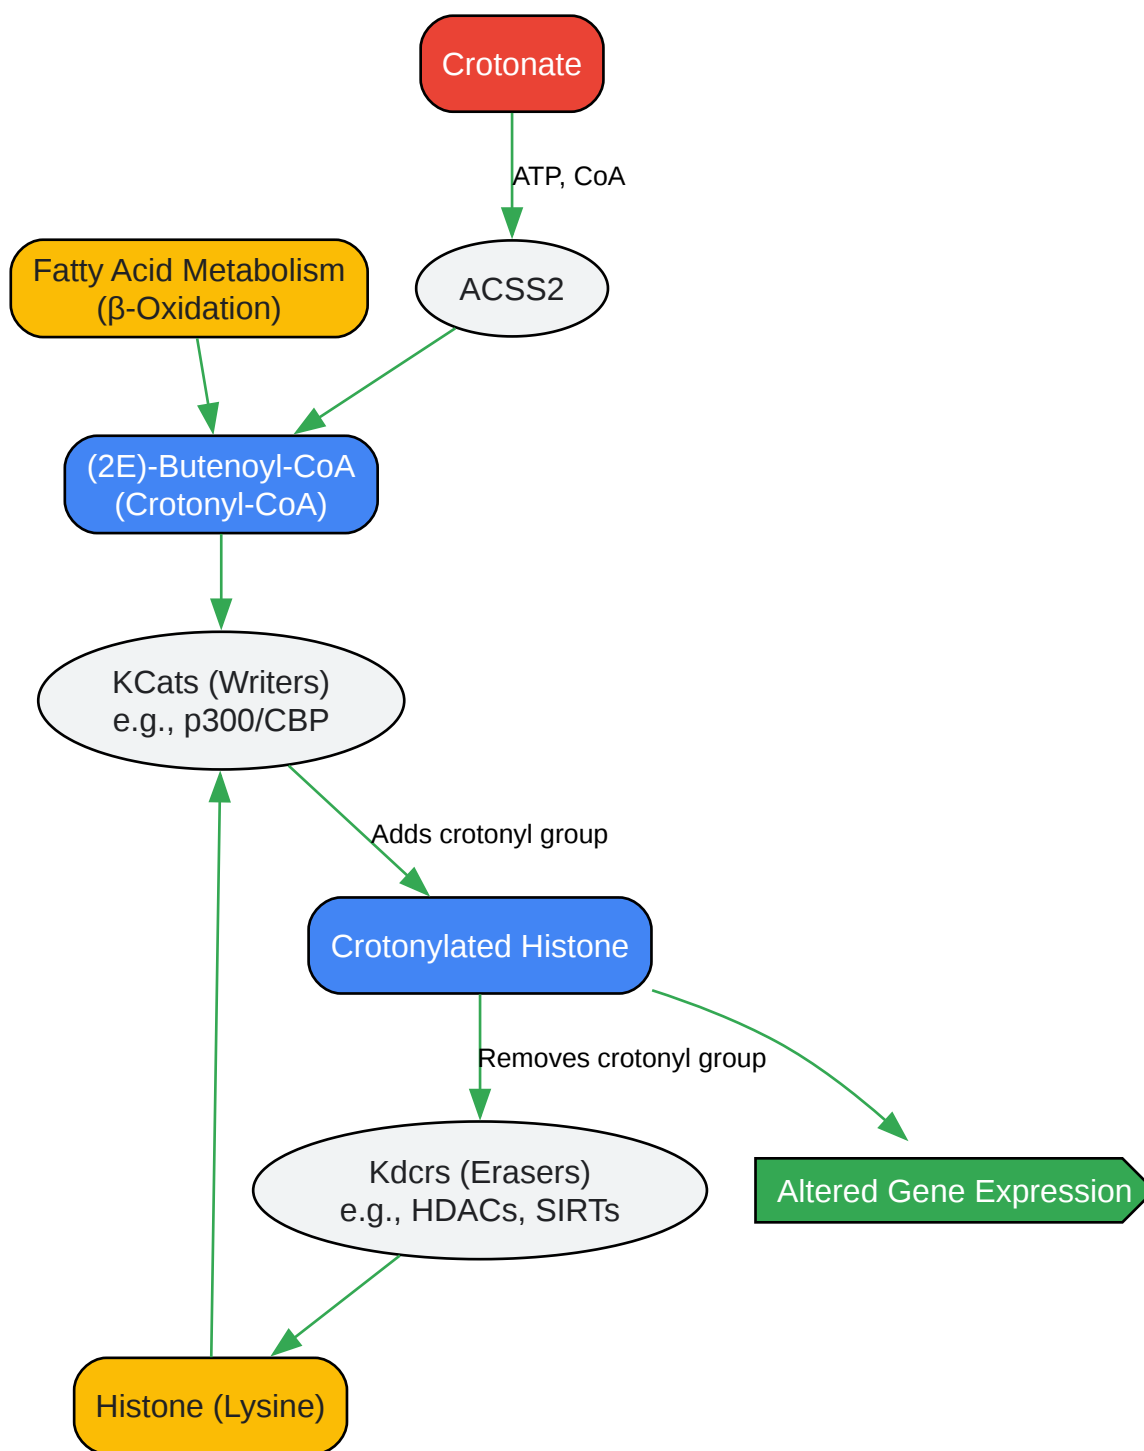 Crotonate
ATP, CoA
Fatty Acid Metabolism
(β-Oxidation)
ACSS2
(2E)-Butenoyl-CoA
(Crotonyl-CoA)
KCats (Writers)
e.g., p300/CBP
Adds crotonyl group
Crotonylated Histone
Removes crotonyl group
Kdcrs (Erasers)
e.g., HDACs, SIRTs
Altered Gene Expression
Histone (Lysine)